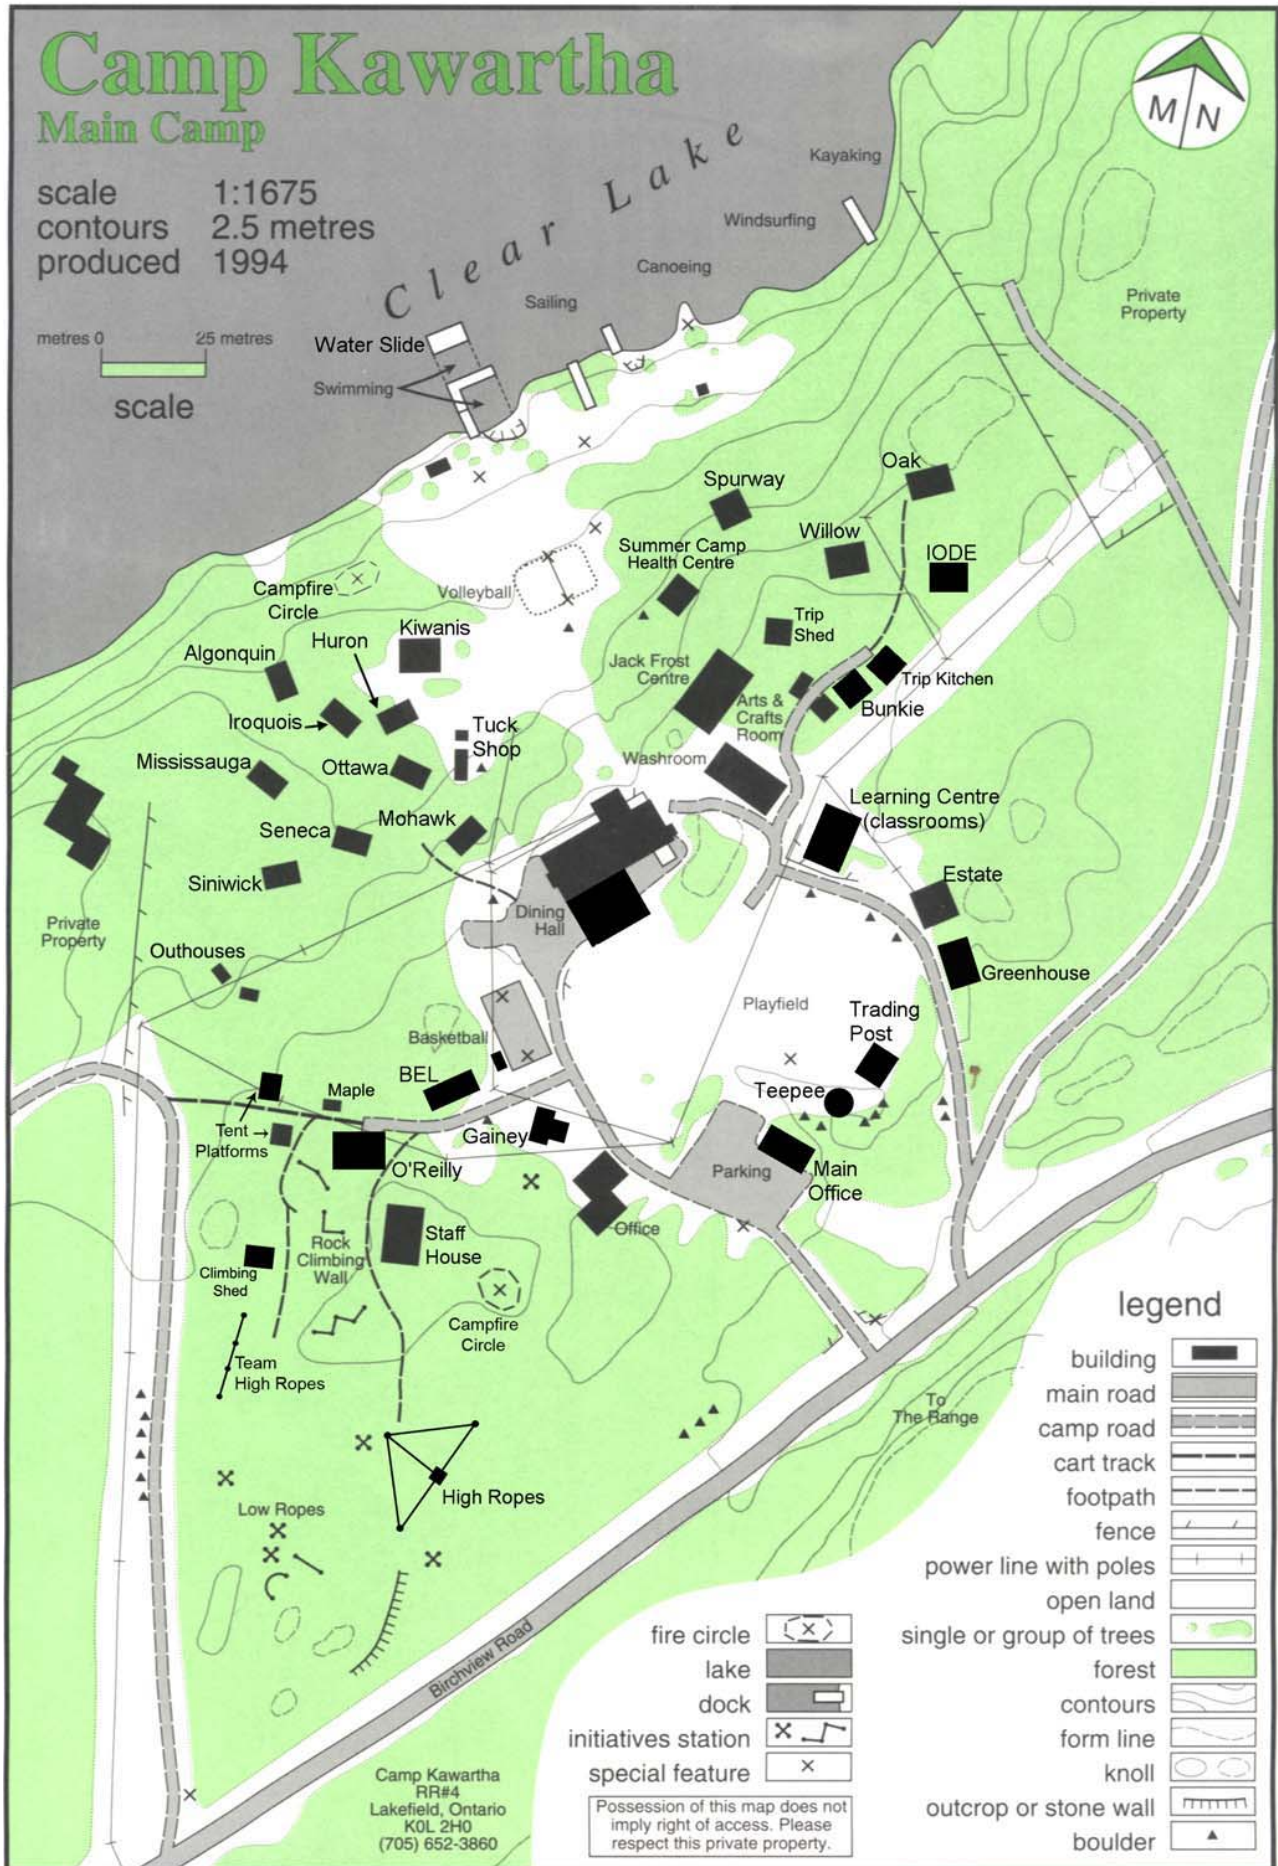 Camp Kawartha
Main Camp
scale 1:1675
contours 2.5 metres
produced 1994
metres 0 25 metres
scale
M N
Clear Lake
Kayaking
Windsurfing
Canoeing
Sailing
Water Slide
Swimming
Private
Property
Oak
Spurway
Willow
IODE
Summer Camp
Health Centre
Volleyball
Campfire
Circle
Trip
Shed
Huron
Kiwanis
Algonquin
Jack Frost
Centre
Trip Kitchen
Arts &
Crafts
Room
Bunkie
Iroquois
Tuck
Shop
Washroom
Mississauga
Ottawa
Learning Centre
(classrooms)
Mohawk
Seneca
Siniwick
Estate
Dining
Hall
Private
Property
Outhouses
Greenhouse
Playfield
Trading
Post
Basketball
BEL
Maple
Teepee
Tent
Platforms
Gainey
O'Reilly
Parking
Main
Office
Office
Staff
House
Rock
Climbing
Wall
Climbing
Shed
Campfire
Circle
Team
High Ropes
To
The Range
High Ropes
Low Ropes
Birchview Road
legend
building
main road
camp road
cart track
footpath
fence
power line with poles
open land
single or group of trees
forest
contours
form line
knoll
outcrop or stone wall
boulder
fire circle
lake
dock
initiatives station
special feature
Possession of this map does not
imply right of access. Please
respect this private property.
Camp Kawartha
RR#4
Lakefield, Ontario
K0L 2H0
(705) 652-3860